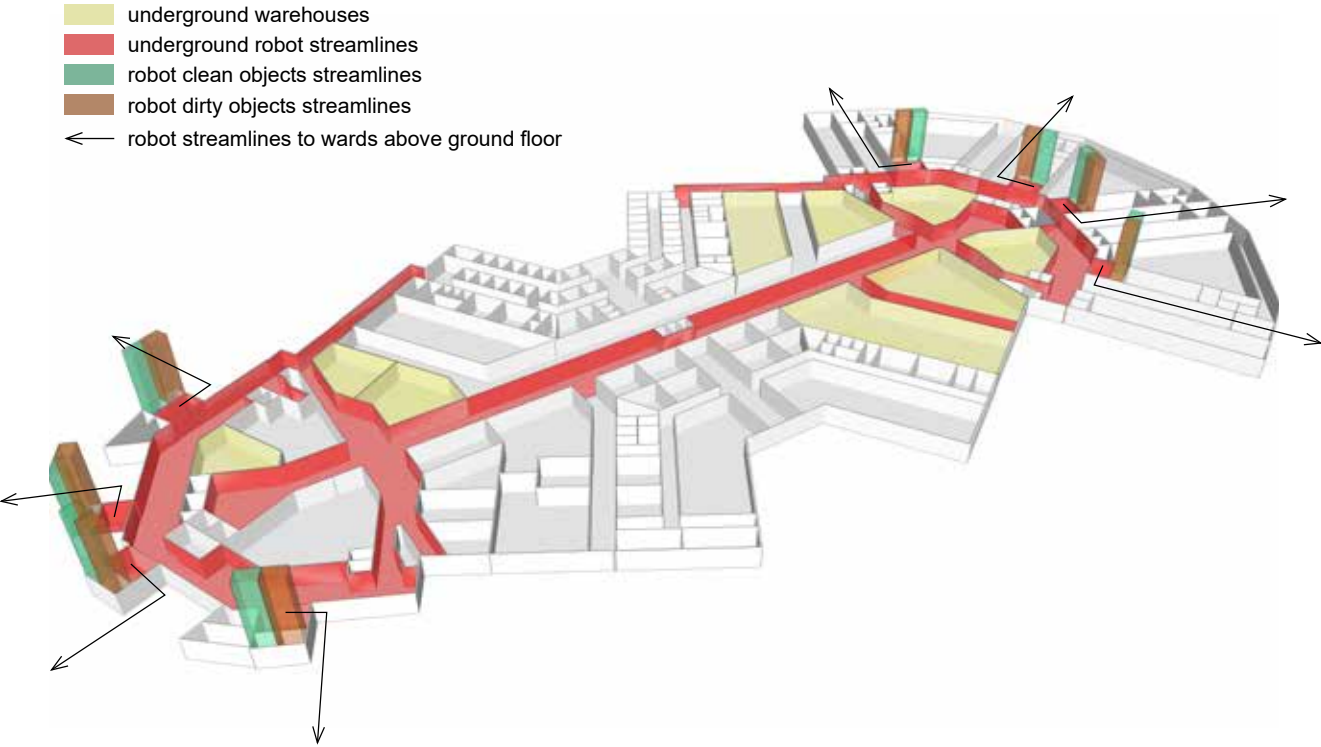 underground warehouses
underground robot streamlines
robot clean objects streamlines
robot dirty objects streamlines
robot streamlines to wards above ground floor